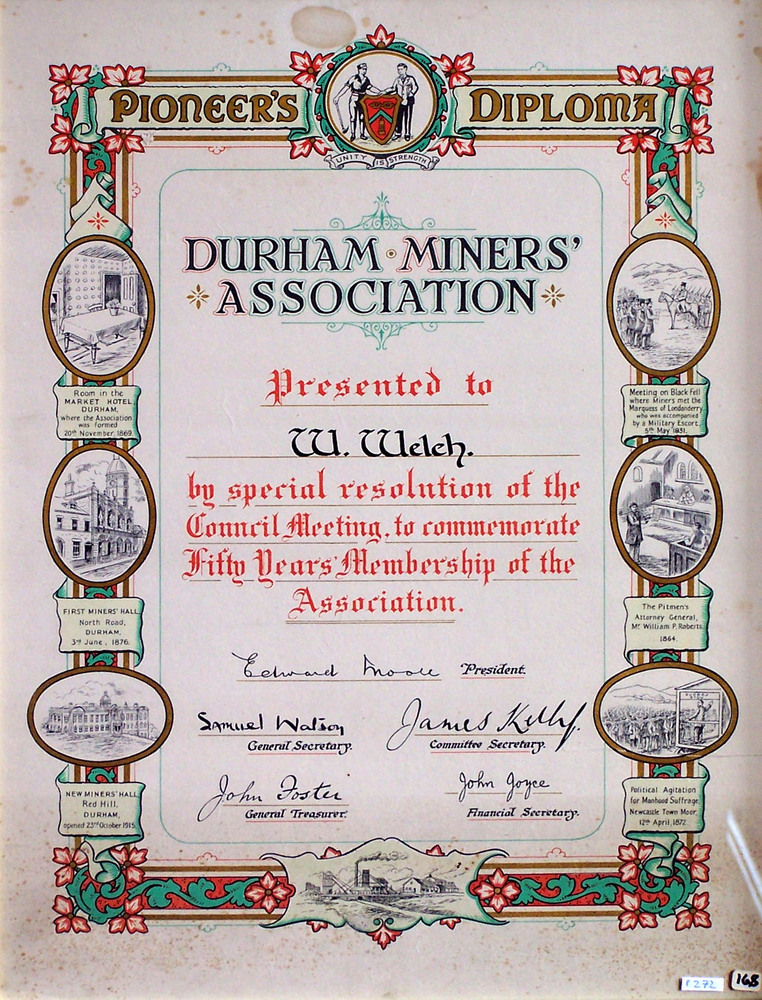 PIONEER'S DIPLOMA
UNITY IS STRENGTH
DURHAM · MINERS'
ASSOCIATION
Presented to
W. Welch.
by special resolution of the
Council Meeting, to commemorate
Fifty Years' Membership of the
Association.
Edward Moore President.
Samuel Watson
General Secretary.
James Kelly.
Committee Secretary.
John Foster
General Treasurer.
John Joyce
Financial Secretary.
Room in the
MARKET HOTEL,
DURHAM,
where the Association
was formed
20th November, 1869.
FIRST MINERS' HALL
North Road,
DURHAM,
3rd June, 1876.
NEW MINERS' HALL
Red Hill,
DURHAM,
opened 23rd October 1915.
Meeting on Black Fell
where Miners met the
Marquess of Londonderry
who was accompanied
by a Military Escort.
5th May 1831.
The Pitmen's
Attorney General,
Mr William P. Roberts.
1864.
Political Agitation
for Manhood Suffrage,
Newcastle Town Moor,
12th April, 1872.
r 272
168